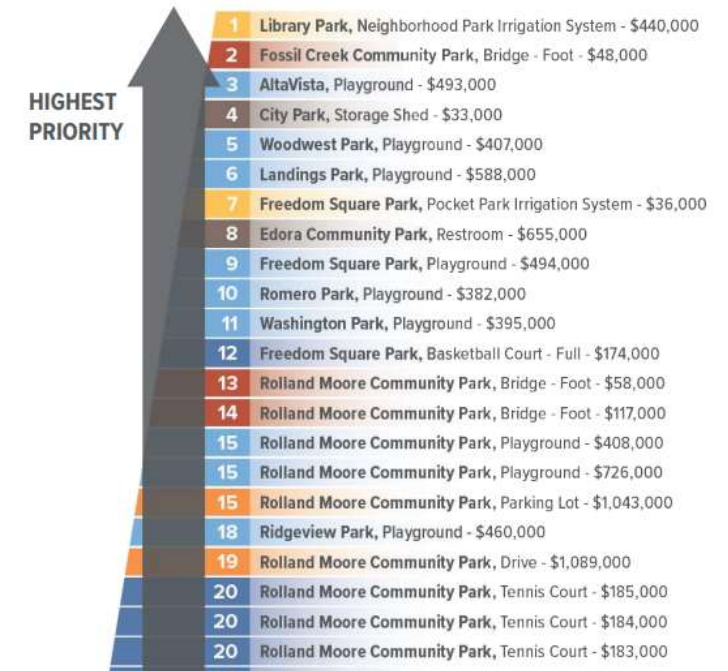 HIGHEST
PRIORITY
1 Library Park, Neighborhood Park Irrigation System - $440,000
2 Fossil Creek Community Park, Bridge - Foot - $48,000
3 AltaVista, Playground - $493,000
4 City Park, Storage Shed - $33,000
5 Woodwest Park, Playground - $407,000
6 Landings Park, Playground - $588,000
7 Freedom Square Park, Pocket Park Irrigation System - $36,000
8 Edora Community Park, Restroom - $655,000
9 Freedom Square Park, Playground - $494,000
10 Romero Park, Playground - $382,000
11 Washington Park, Playground - $395,000
12 Freedom Square Park, Basketball Court - Full - $174,000
13 Rolland Moore Community Park, Bridge - Foot - $58,000
14 Rolland Moore Community Park, Bridge - Foot - $117,000
15 Rolland Moore Community Park, Playground - $408,000
15 Rolland Moore Community Park, Playground - $726,000
15 Rolland Moore Community Park, Parking Lot - $1,043,000
18 Ridgeview Park, Playground - $460,000
19 Rolland Moore Community Park, Drive - $1,089,000
20 Rolland Moore Community Park, Tennis Court - $185,000
20 Rolland Moore Community Park, Tennis Court - $184,000
20 Rolland Moore Community Park, Tennis Court - $183,000